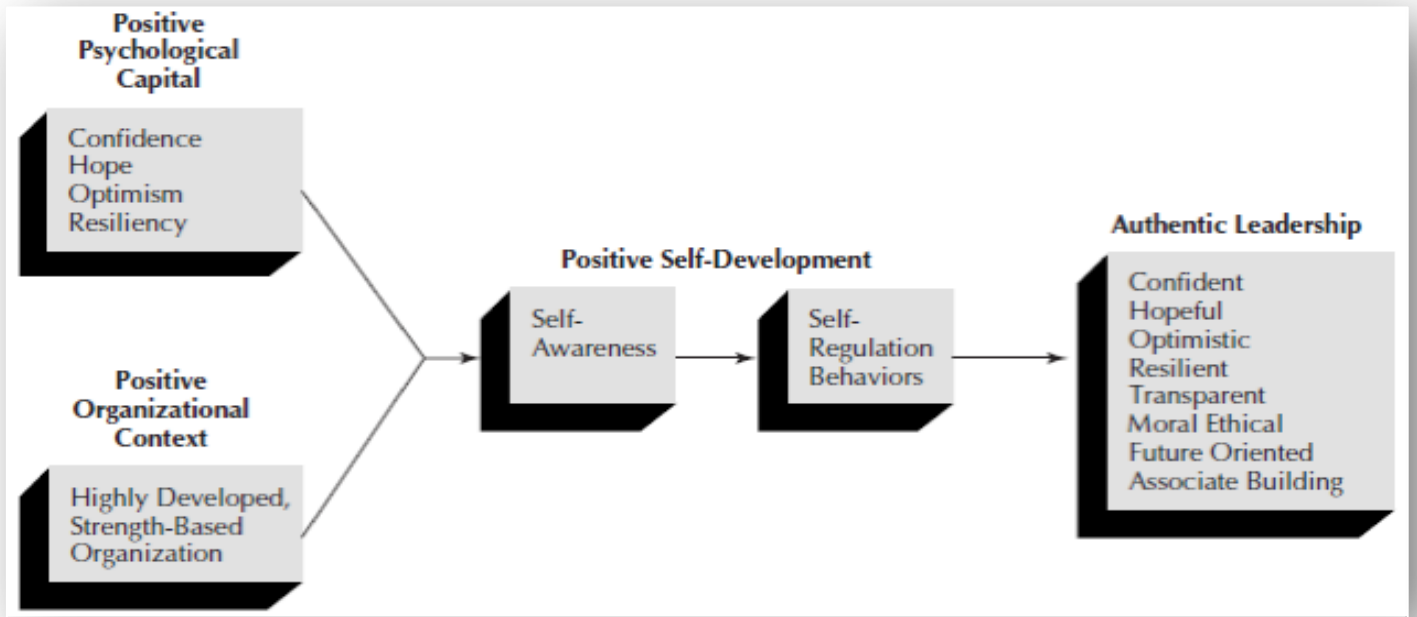 Positive
Psychological
Capital
Confidence
Hope
Optimism
Resiliency
Positive
Organizational
Context
Highly Developed,
Strength-Based
Organization
Positive Self-Development
Self-
Awareness
Self-
Regulation
Behaviors
Authentic Leadership
Confident
Hopeful
Optimistic
Resilient
Transparent
Moral Ethical
Future Oriented
Associate Building